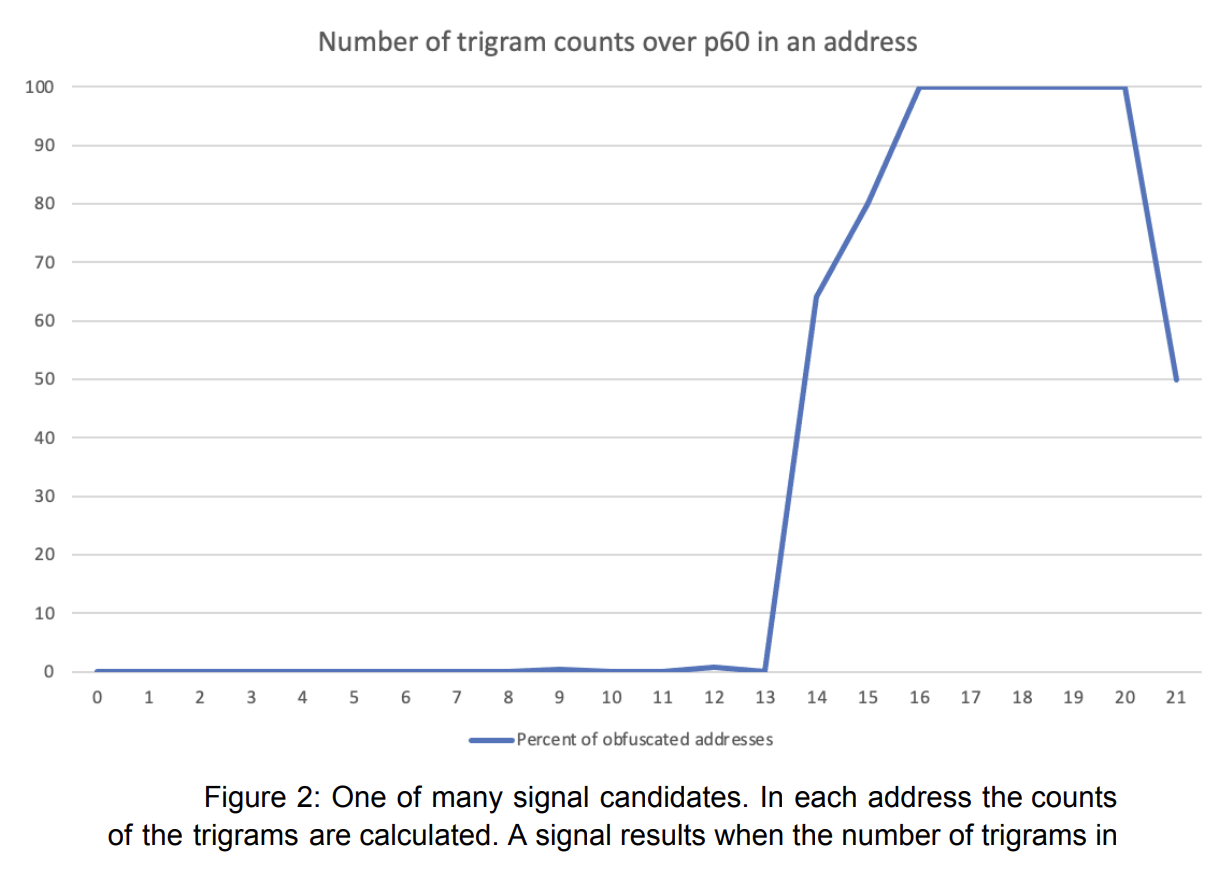 Number of trigram counts over p60 in an address
100
90
80
70
60
50
40
30
20
10
0
0 1 2 3 4 5 6 7 8 9 10 11 12 13 14 15 16 17 18 19 20 21
Percent of obfuscated addresses
Figure 2: One of many signal candidates. In each address the counts
of the trigrams are calculated. A signal results when the number of trigrams in